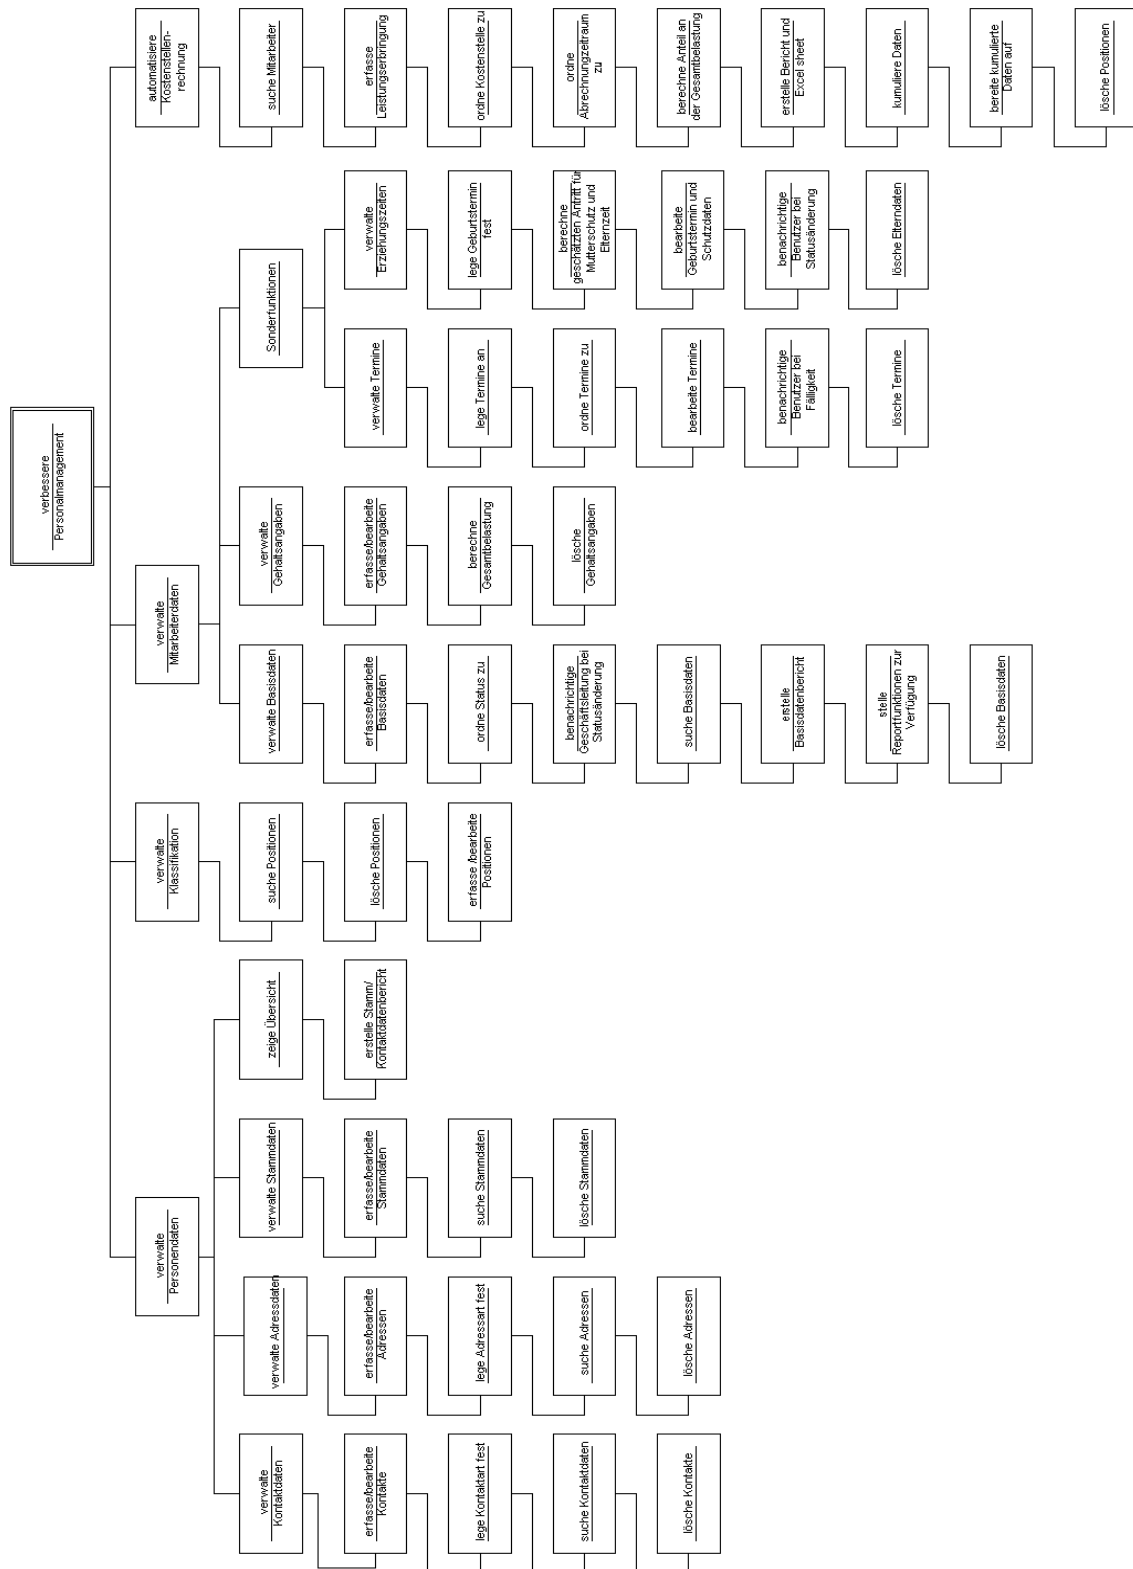 verbessere
Personalmanagement
verwalte
Personendaten
verwalte
Kontaktdaten
erfasse/bearbeite
Kontakte
lege Kontaktart fest
suche Kontaktdaten
lösche Kontakte
verwalte Adressdaten
erfasse/bearbeite
Adressen
lege Adressart fest
suche Adressen
lösche Adressen
verwalte Stammdaten
erfasse/bearbeite
Stammdaten
suche Stammdaten
lösche Stammdaten
zeige Übersicht
erstelle Stamm/
Kontaktdatenbericht
verwalte
Klassifikation
suche Positionen
lösche Positionen
erfasse /bearbeite
Positionen
verwalte
Mitarbeiterdaten
verwalte Basisdaten
erfasse/bearbeite
Basisdaten
ordne Status zu
benachrichtige
Geschäftsleitung bei
Statusänderung
suche Basisdaten
erstelle
Basisdatenbericht
stelle
Reportfunktionen zur
Verfügung
lösche Basisdaten
verwalte
Gehaltsangaben
erfasse/bearbeite
Gehaltsangaben
berechne
Gesamtbelastung
lösche
Gehaltsangaben
Sonderfunktionen
verwalte Termine
lege Termine an
ordne Termine zu
bearbeite Termine
benachrichtige
Benutzer bei
Fälligkeit
lösche Termine
verwalte
Erziehungszeiten
lege Geburtstermin
fest
berechne
geschätzten Antritt für
Mutterschutz und
Elternzeit
bearbeite
Geburtstermin und
Schutzdaten
benachrichtige
Benutzer bei
Statusänderung
lösche Elterndaten
automatisiere
Kostenstellen-
rechnung
suche Mitarbeiter
erfasse
Leistungserbringung
ordne Kostenstelle zu
ordne
Abrechnungzeitraum
zu
berechne Anteil an
der Gesamtbelastung
erstelle Bericht und
Excel sheet
kumuliere Daten
bereite kumulierte
Daten auf
lösche Positionen